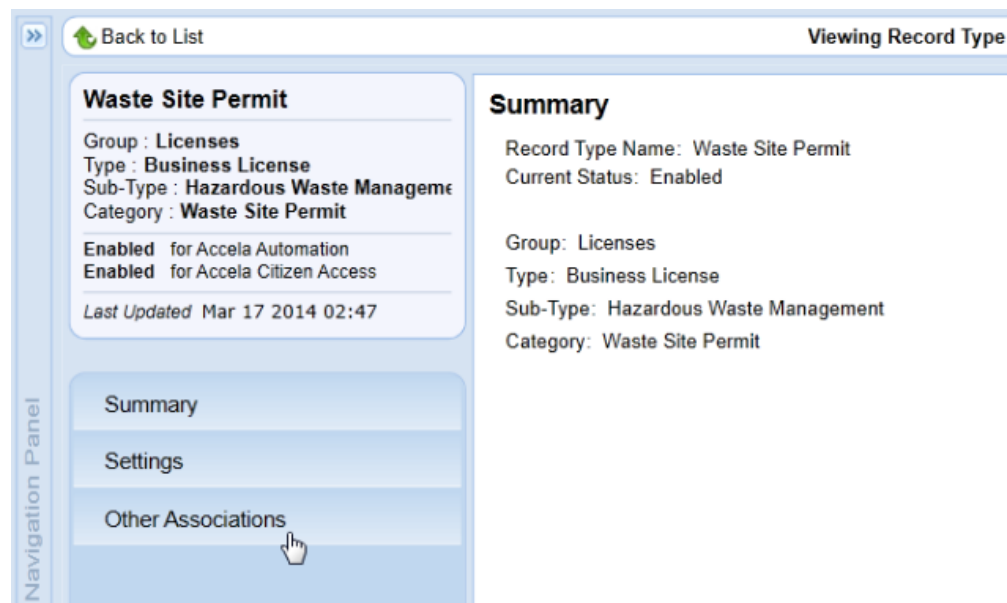 Back to List
Viewing Record Type
Waste Site Permit
Group : Licenses
Type : Business License
Sub-Type : Hazardous Waste Manageme
Category : Waste Site Permit
Enabled for Accela Automation
Enabled for Accela Citizen Access
Last Updated Mar 17 2014 02:47
Summary
Settings
Other Associations
Navigation Panel
Summary
Record Type Name: Waste Site Permit
Current Status: Enabled
Group: Licenses
Type: Business License
Sub-Type: Hazardous Waste Management
Category: Waste Site Permit